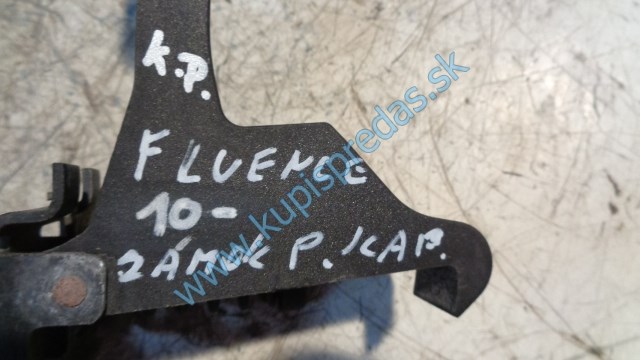 K.P.
FLUENCE
10-
ZÁMOK P. KAP.
www.kupispredas.sk